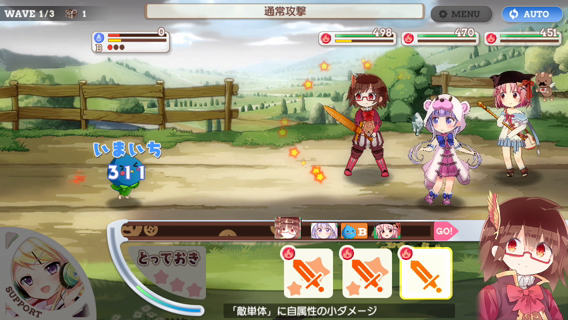 WAVE 1/3
1
通常攻撃
MENU
AUTO
B
0
498
470
451
いまいち
311
B
GO!
とっておき
SUPPORT
「敵単体」に自属性の小ダメージ